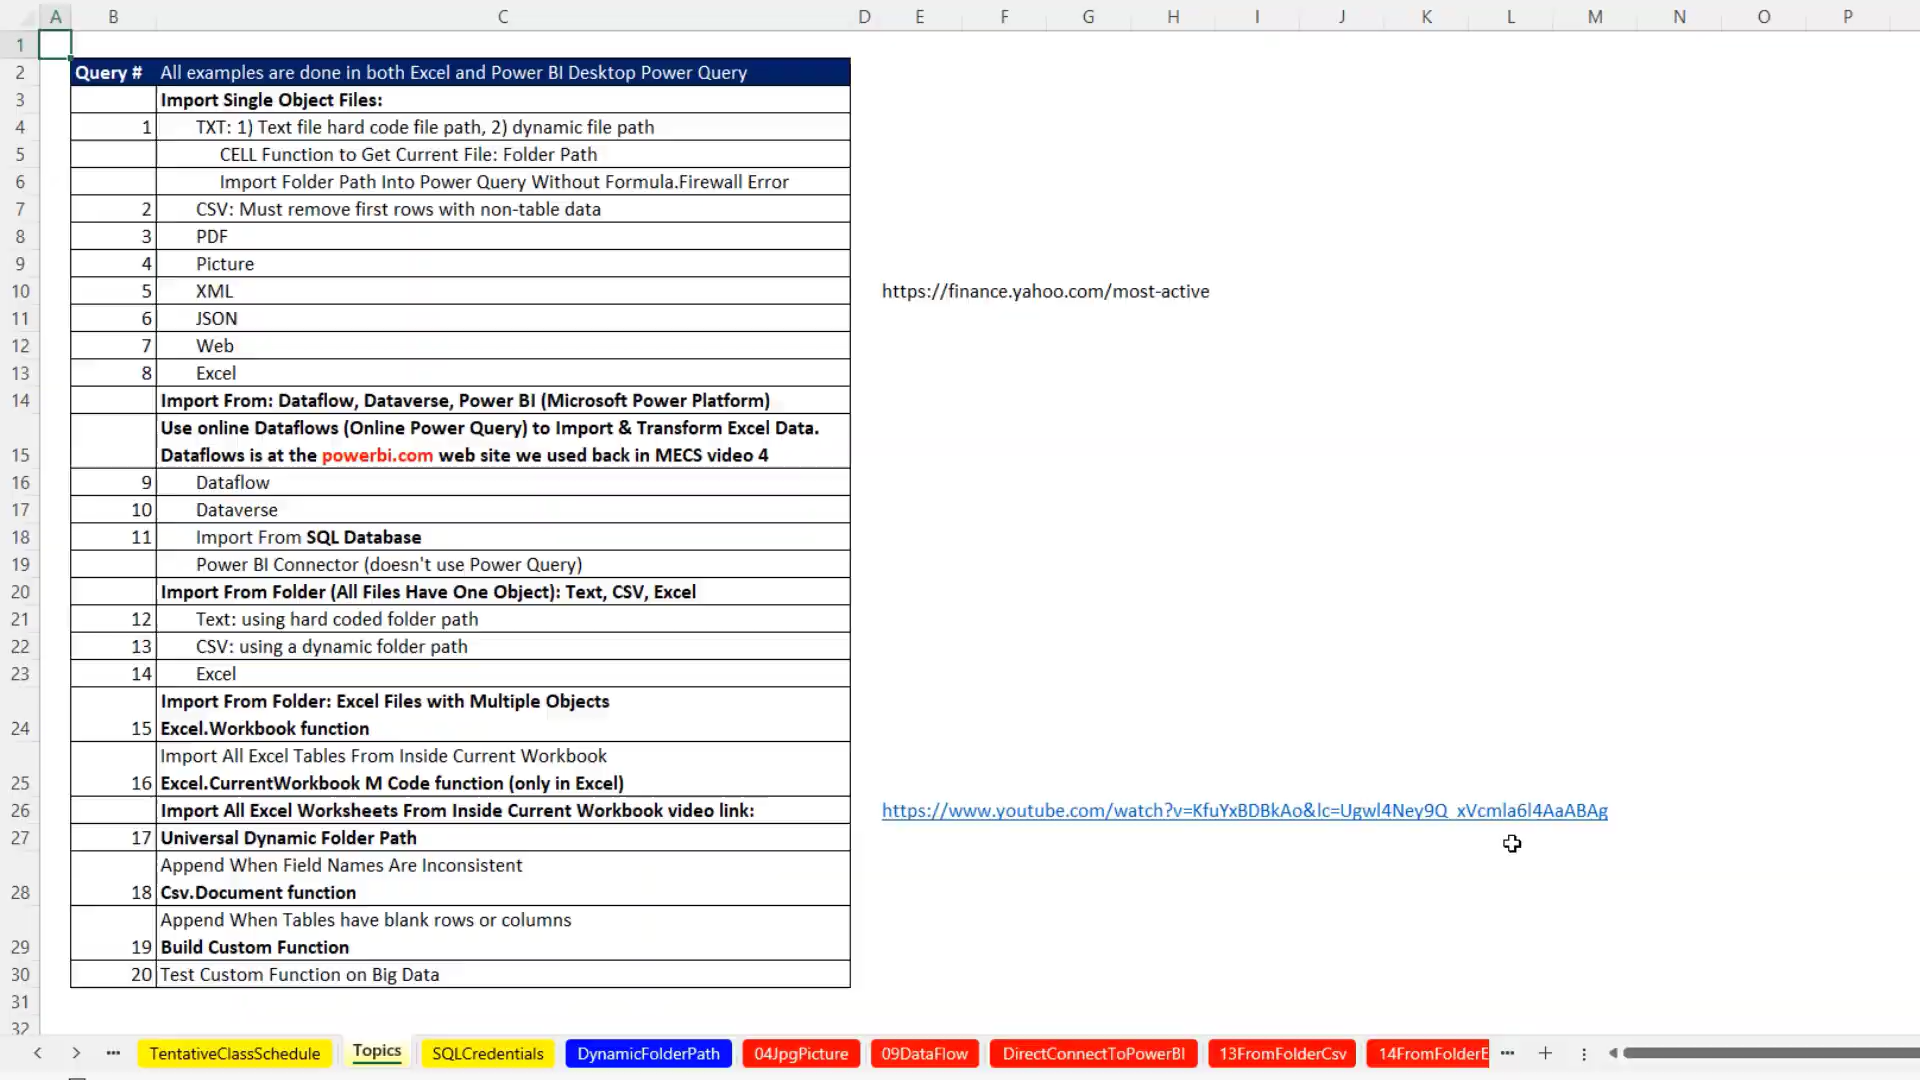 A B C D E F G H I J K L M N O P
1
2 Query # All examples are done in both Excel and Power BI Desktop Power Query
3 Import Single Object Files:
4 1 TXT: 1) Text file hard code file path, 2) dynamic file path
5 CELL Function to Get Current File: Folder Path
6 Import Folder Path Into Power Query Without Formula.Firewall Error
7 2 CSV: Must remove first rows with non-table data
8 3 PDF
9 4 Picture
10 5 XML https://finance.yahoo.com/most-active
11 6 JSON
12 7 Web
13 8 Excel
14 Import From: Dataflow, Dataverse, Power BI (Microsoft Power Platform)
Use online Dataflows (Online Power Query) to Import & Transform Excel Data.
15 Dataflows is at the powerbi.com web site we used back in MECS video 4
16 9 Dataflow
17 10 Dataverse
18 11 Import From SQL Database
19 Power BI Connector (doesn't use Power Query)
20 Import From Folder (All Files Have One Object): Text, CSV, Excel
21 12 Text: using hard coded folder path
22 13 CSV: using a dynamic folder path
23 14 Excel
Import From Folder: Excel Files with Multiple Objects
24 15 Excel.Workbook function
Import All Excel Tables From Inside Current Workbook
25 16 Excel.CurrentWorkbook M Code function (only in Excel)
26 Import All Excel Worksheets From Inside Current Workbook video link: https://www.youtube.com/watch?v=KfuYxBDBkAo&lc=Ugwl4Ney9Q_xVcmla6l4AaABAg
27 17 Universal Dynamic Folder Path
Append When Field Names Are Inconsistent
28 18 Csv.Document function
Append When Tables have blank rows or columns
29 19 Build Custom Function
30 20 Test Custom Function on Big Data
31
32
TentativeClassSchedule Topics SQLCredentials DynamicFolderPath 04JpgPicture 09DataFlow DirectConnectToPowerBI 13FromFolderCsv 14FromFolderE